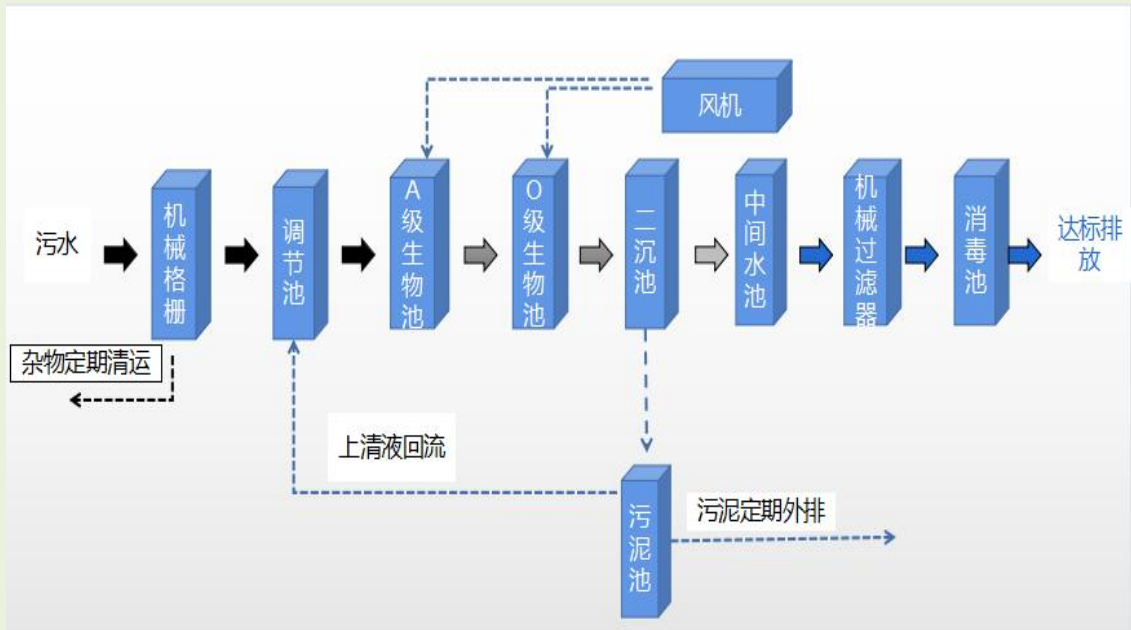 风机
污水
机械格栅
调节池
A级生物池
O级生物池
二沉池
中间水池
机械过滤器
消毒池
达标排
放
杂物定期清运
上清液回流
污泥池
污泥定期外排